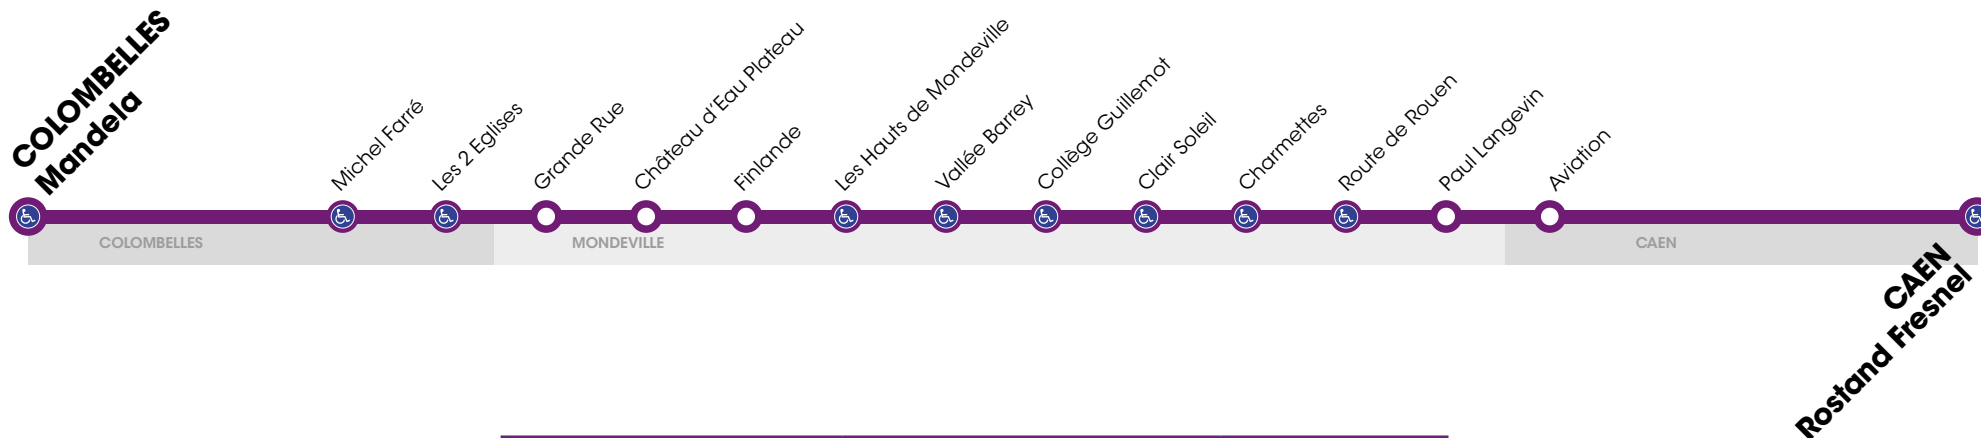 COLOMBELLES
Mandela
Michel Farré
Les 2 Eglises
Grande Rue
Château d'Eau Plateau
Finlande
Les Hauts de Mondeville
Vallée Barrey
Collège Guillemot
Clair Soleil
Charmettes
Route de Rouen
Paul Langevin
Aviation
COLOMBELLES
MONDEVILLE
CAEN
CAEN
Rostand Fresnel